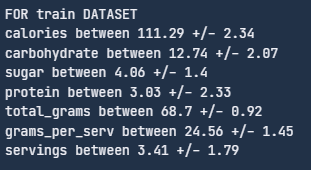 FOR train DATASET
calories between 111.29 +/- 2.34
carbohydrate between 12.74 +/- 2.07
sugar between 4.06 +/- 1.4
protein between 3.03 +/- 2.33
total_grams between 68.7 +/- 0.92
grams_per_serv between 24.56 +/- 1.45
servings between 3.41 +/- 1.79